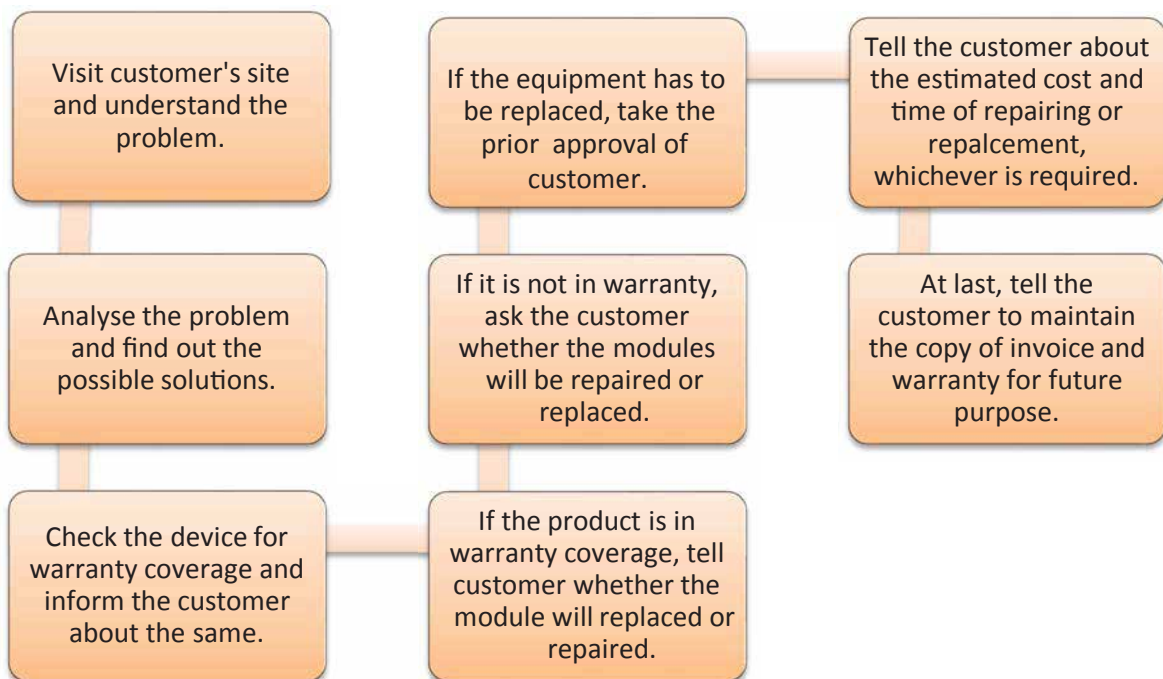 Visit customer's site
and understand the
problem.
Analyse the problem
and find out the
possible solutions.
Check the device for
warranty coverage and
inform the customer
about the same.
If the product is in
warranty coverage, tell
customer whether the
module will replaced or
repaired.
If it is not in warranty,
ask the customer
whether the modules
will be repaired or
replaced.
If the equipment has to
be replaced, take the
prior approval of
customer.
Tell the customer about
the estimated cost and
time of repairing or
repalcement,
whichever is required.
At last, tell the
customer to maintain
the copy of invoice and
warranty for future
purpose.